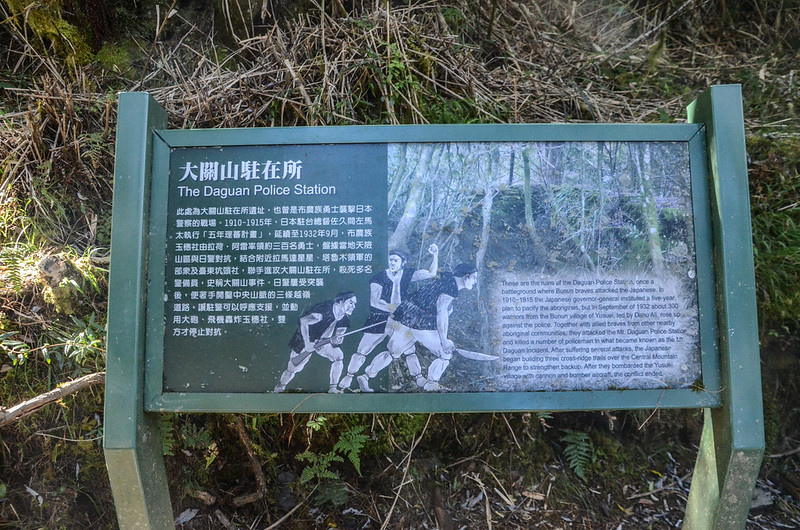 大關山駐在所
The Daguan Police Station
此處為大關山駐在所遺址，也曾是布農族勇士襲擊日本
警察的戰場。1910-1915年，日本駐台總督佐久間左馬
太執行「五年理蕃計畫」，延續至1932年9月，布農族
玉穗社由拉荷．阿雷率領約三百名勇士，盤據當地天險
山區與日警對抗，結合附近拉馬達星星、塔魯木領軍的
部眾及臺東坑頭社，聯手進攻大關山駐在所，殺死多名
警備員，史稱大關山事件。日警屢受突襲
後，便著手開鑿中央山脈的三條越嶺
道路，讓駐警可以呼應支援，並動
用大砲、飛機轟炸玉穗社，雙
方才停止對抗。
These are the ruins of the Daguan Police Station, once a
battleground where Bunun braves attacked the Japanese. In
1910~1915 the Japanese governor-general instituted a five-year
plan to pacify the aborigines, but in September of 1932 about 300
warriors from the Bunun village of Yusuei, led by Daho Ali, rose up
against the police. Together with allied braves from other nearby
aboriginal communities, they attacked the Mt. Daguan Police Station
and killed a number of policeman in what became known as the Mt
Daguan Incident. After suffering several attacks, the Japanese
began building three cross-ridge trails over the Central Mountain
Range to strengthen backup. After they bombarded the Yusuei
village with cannon and bomber aircraft, the conflict ended.